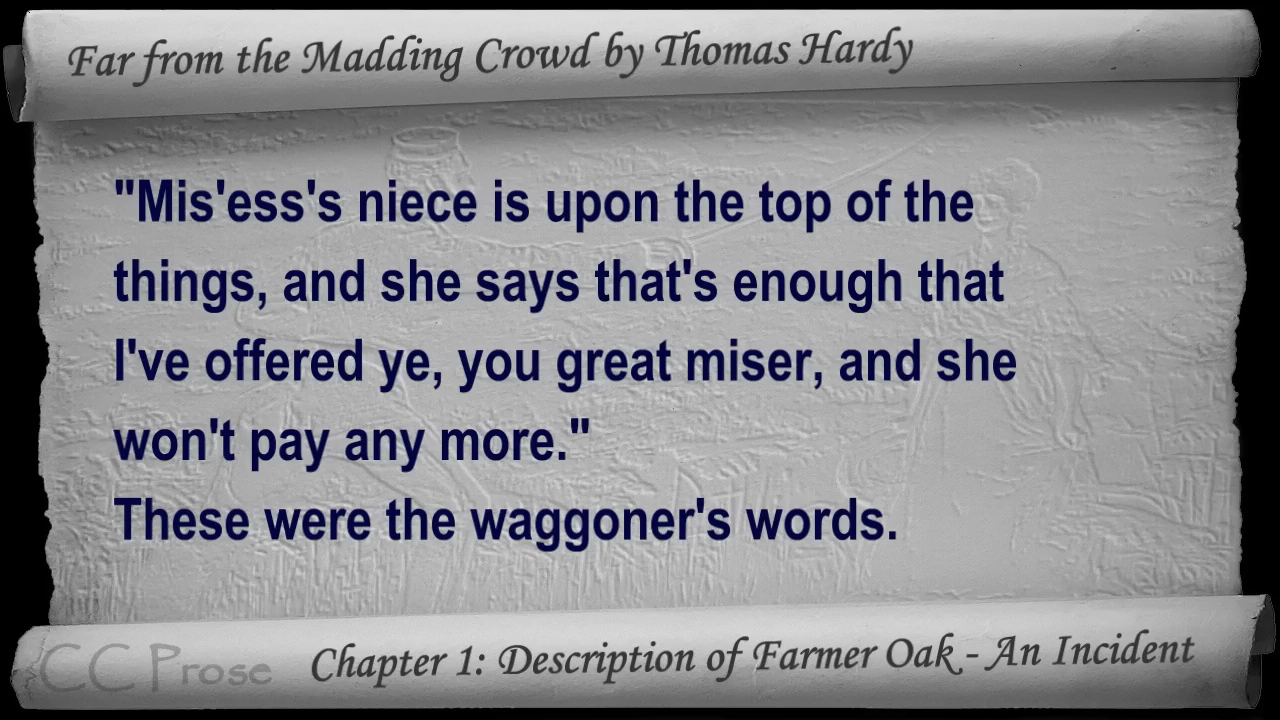 Far from the Madding Crowd by Thomas Hardy
"Mis'ess's niece is upon the top of the
things, and she says that's enough that
I've offered ye, you great miser, and she
won't pay any more."
These were the waggoner's words.
CC Prose
Chapter 1: Description of Farmer Oak - An Incident